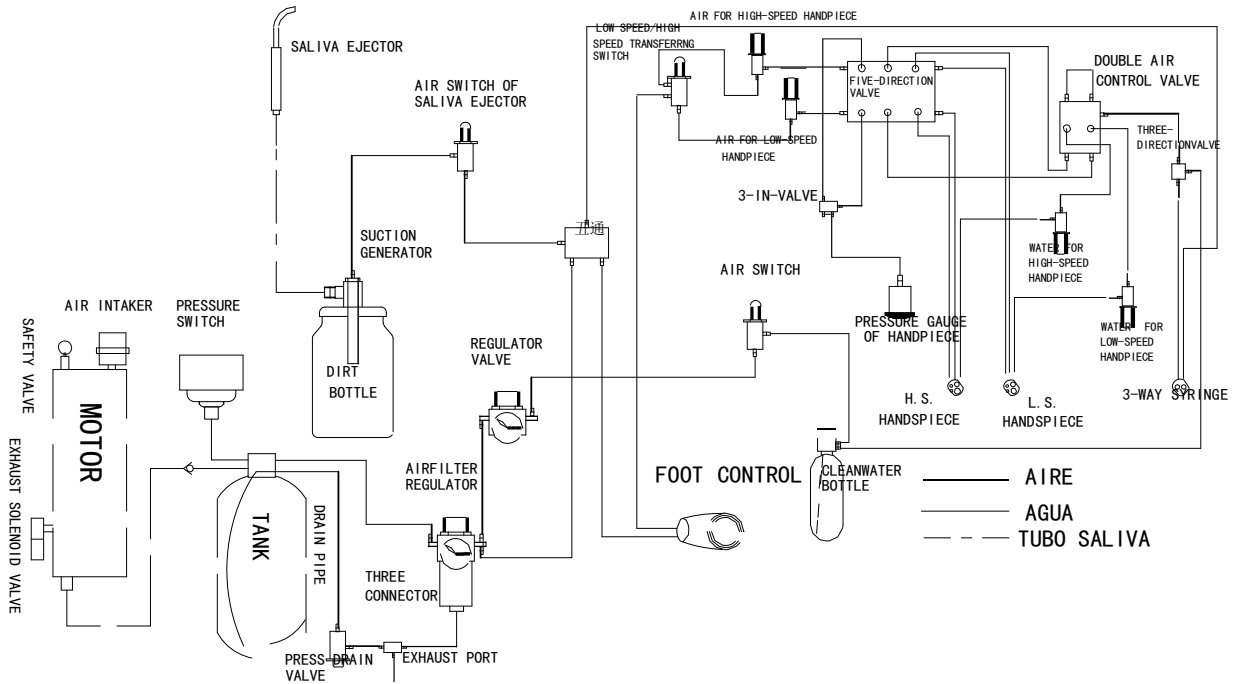 AIR FOR HIGH-SPEED HANDPIECE
LOW SPEED/HIGH
SPEED TRANSFERRNG
SWITCH
SALIVA EJECTOR
AIR SWITCH OF
SALIVA EJECTOR
FIVE-DIRECTION
VALVE
DOUBLE AIR
CONTROL VALVE
AIR FOR LOW-SPEED
HANDPIECE
THREE-
DIRECTIONVALVE
3-IN-VALVE
五通
SUCTION
GENERATOR
WATER FOR
HIGH-SPEED
HANDPIECE
AIR SWITCH
AIR INTAKER
PRESSURE
SWITCH
SAFETY VALVE
PRESSURE GAUGE
OF HANDPIECE
WATER FOR
LOW-SPEED
HANDPIECE
REGULATOR
VALVE
DIRT
BOTTLE
H.S.
HANDSPIECE
L.S.
HANDSPIECE
3-WAY SYRINGE
MOTOR
EXHAUST SOLENOID VALVE
AIRFILTER
REGULATOR
FOOT CONTROL
CLEANWATER
BOTTLE
AIRE
AGUA
TUBO SALIVA
TANK
DRAIN PIPE
THREE
CONNECTOR
PRESS DRAIN
VALVE
EXHAUST PORT